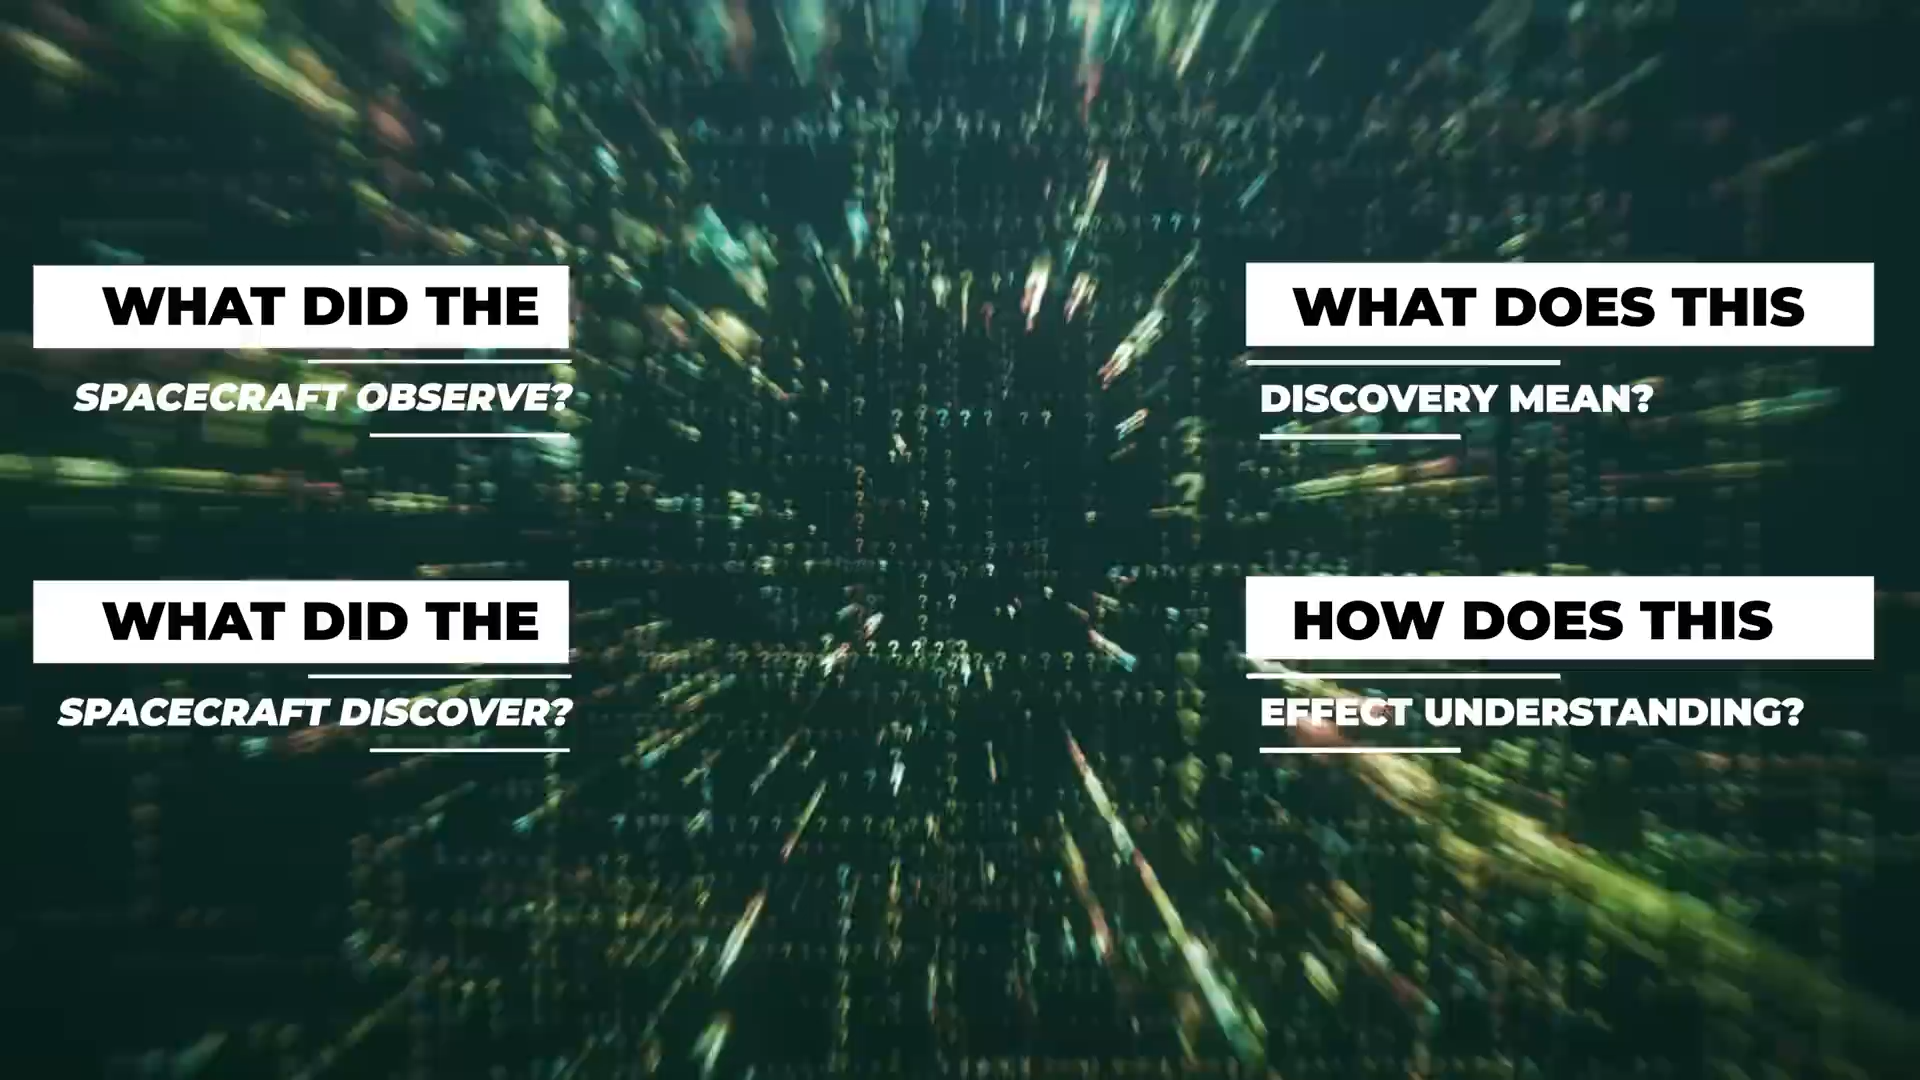 WHAT DID THE
SPACECRAFT OBSERVE?
WHAT DID THE
SPACECRAFT DISCOVER?
WHAT DOES THIS
DISCOVERY MEAN?
HOW DOES THIS
EFFECT UNDERSTANDING?